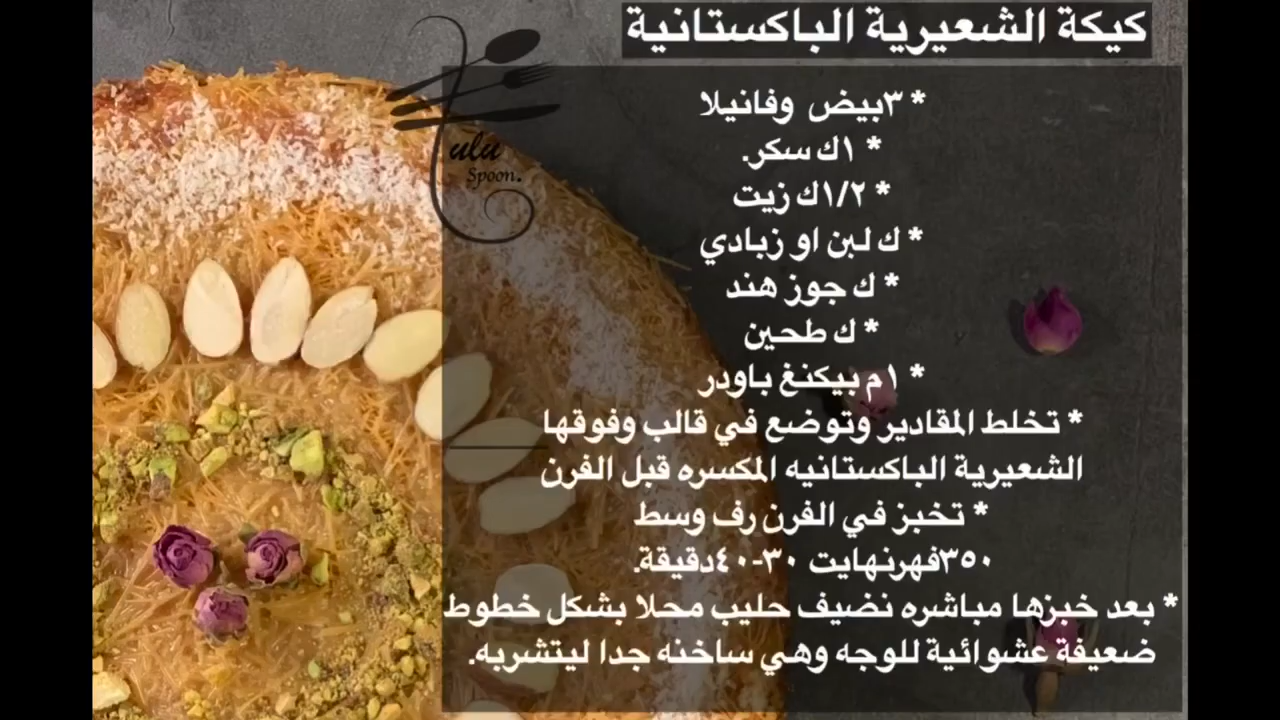 كيكة الشعيرية الباكستانية
* ٣بيض وفانيلا
* ١ك سكر.
* ١/٢ك زيت
* ك لبن او زبادي
* ك جوز هند
* ك طحين
* ١م بيكنغ باودر
* تخلط المقادير وتوضع في قالب وفوقها
الشعيرية الباكستانيه المكسره قبل الفرن
* تخبز في الفرن رف وسط
٣٥٠فهرنهايت ٣٠-٤٠دقيقة.
* بعد خبزها مباشره نضيف حليب محلا بشكل خطوط
ضعيفة عشوائية للوجه وهي ساخنه جدا ليتشربه.
Lulu
Spoon.